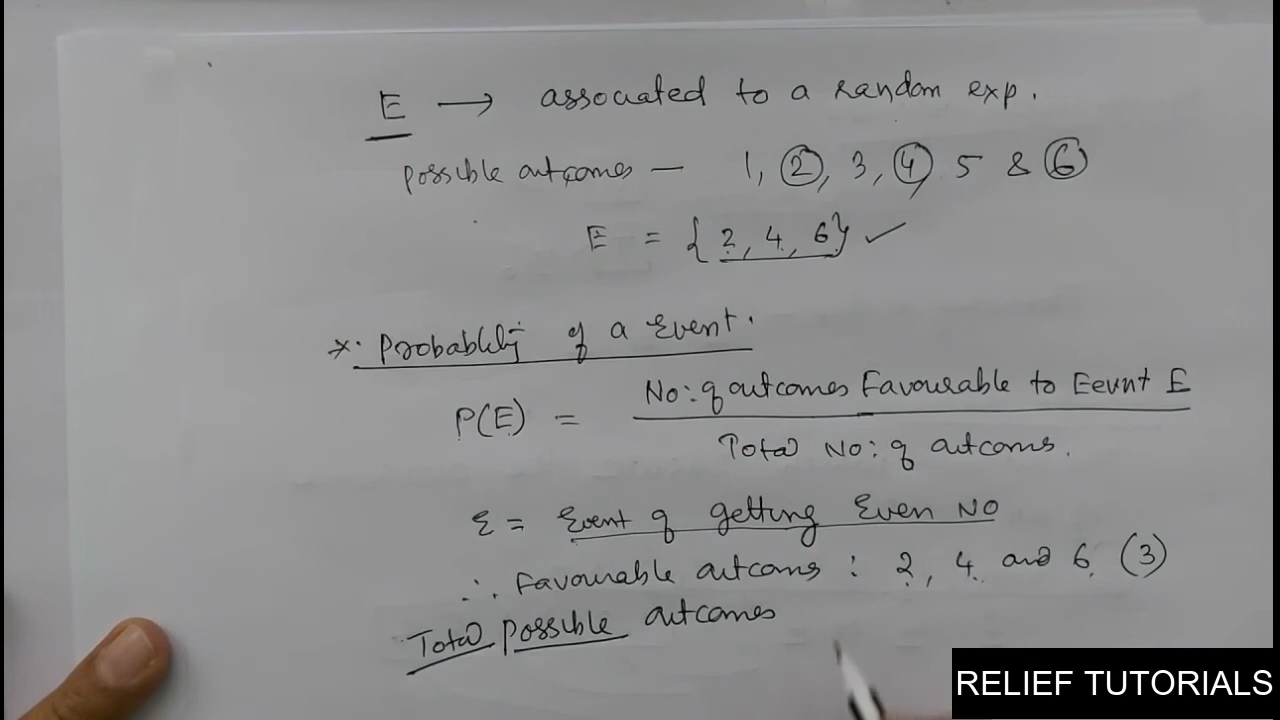 E → associated to a random exp.
possible outcomes — 1, 2, 3, 4, 5 & 6
E = {2, 4, 6} ✓
*. Probability of a Event.
No: of outcomes Favourable to Eevnt E
P(E) =
Total No: of outcoms.
E = Event of getting Even NO
∴ Favourable outcoms : 2, 4 and 6 (3)
Total possible outcomes
RELIEF TUTORIALS